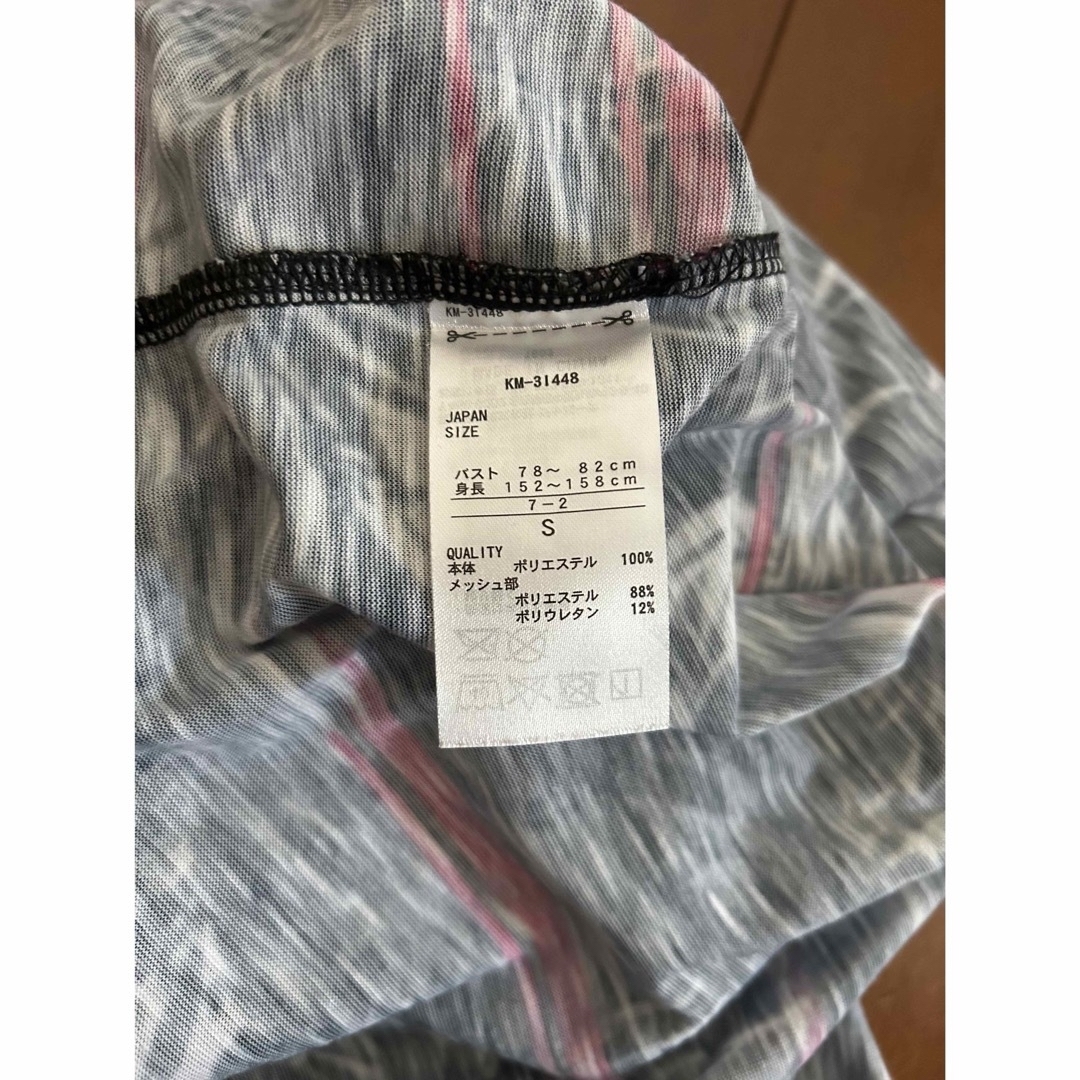 KM-31448
KM-31448
JAPAN
SIZE
バスト 78～ 82cm
身長 152～158cm
7-2
S
QUALITY
本体 ポリエステル 100%
メッシュ部
ポリエステル 88%
ポリウレタン 12%